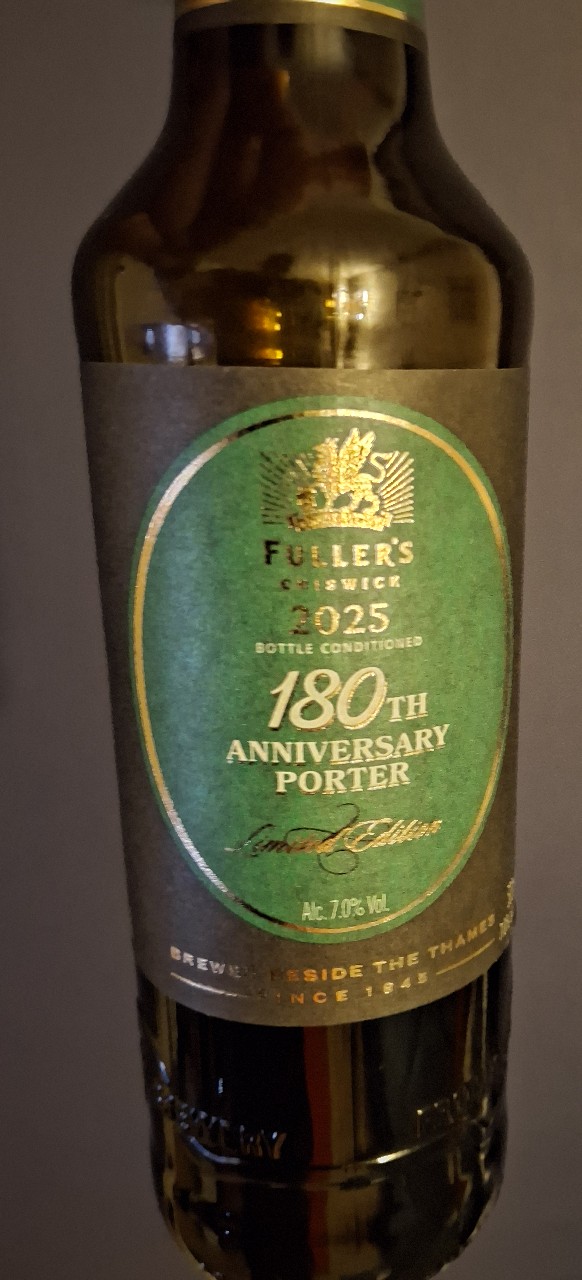 FULLER'S
CHISWICK
2025
BOTTLE CONDITIONED
180TH
ANNIVERSARY
PORTER
Limited Edition
Alc. 7.0% Vol.
BREWED BESIDE THE THAMES
SINCE 1845